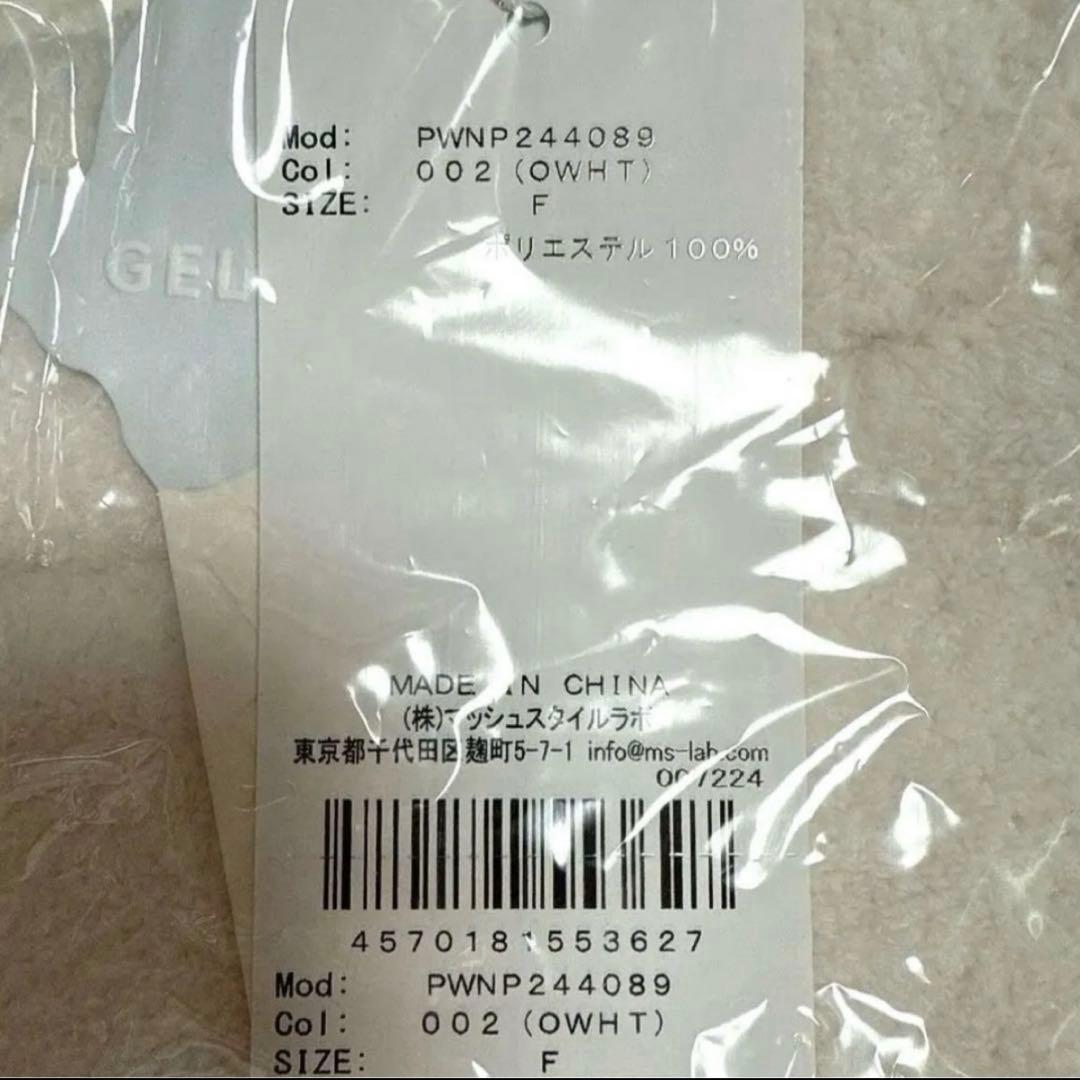 Mod: PWNP244089
Col: 002 (OWHT)
SIZE: F
ポリエステル 100%
GEL
MADE IN CHINA
(株)マッシュスタイルラボ
東京都千代田区麹町5-7-1 info@ms-lab.com
007224
4570181553627
Mod: PWNP244089
Col: 002 (OWHT)
SIZE: F